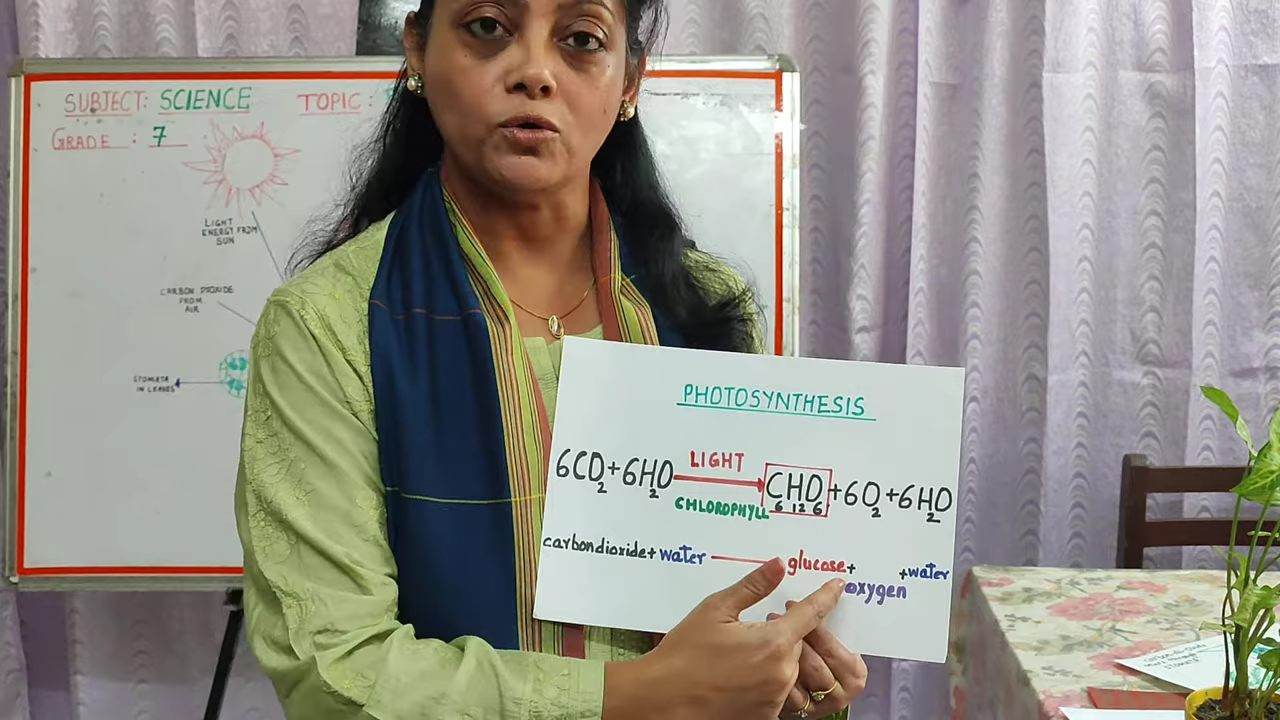 SUBJECT: SCIENCE TOPIC :
GRADE : 7
LIGHT
ENERGY FROM
SUN
CARBON DIOXIDE
FROM
AIR
STOMATA
IN LEAVES
PHOTOSYNTHESIS
LIGHT
6CO₂+6H₂O C₆H₁₂O₆+6O₂+6H₂O
CHLOROPHYLL
carbondioxide+water glucose+ +water
oxygen